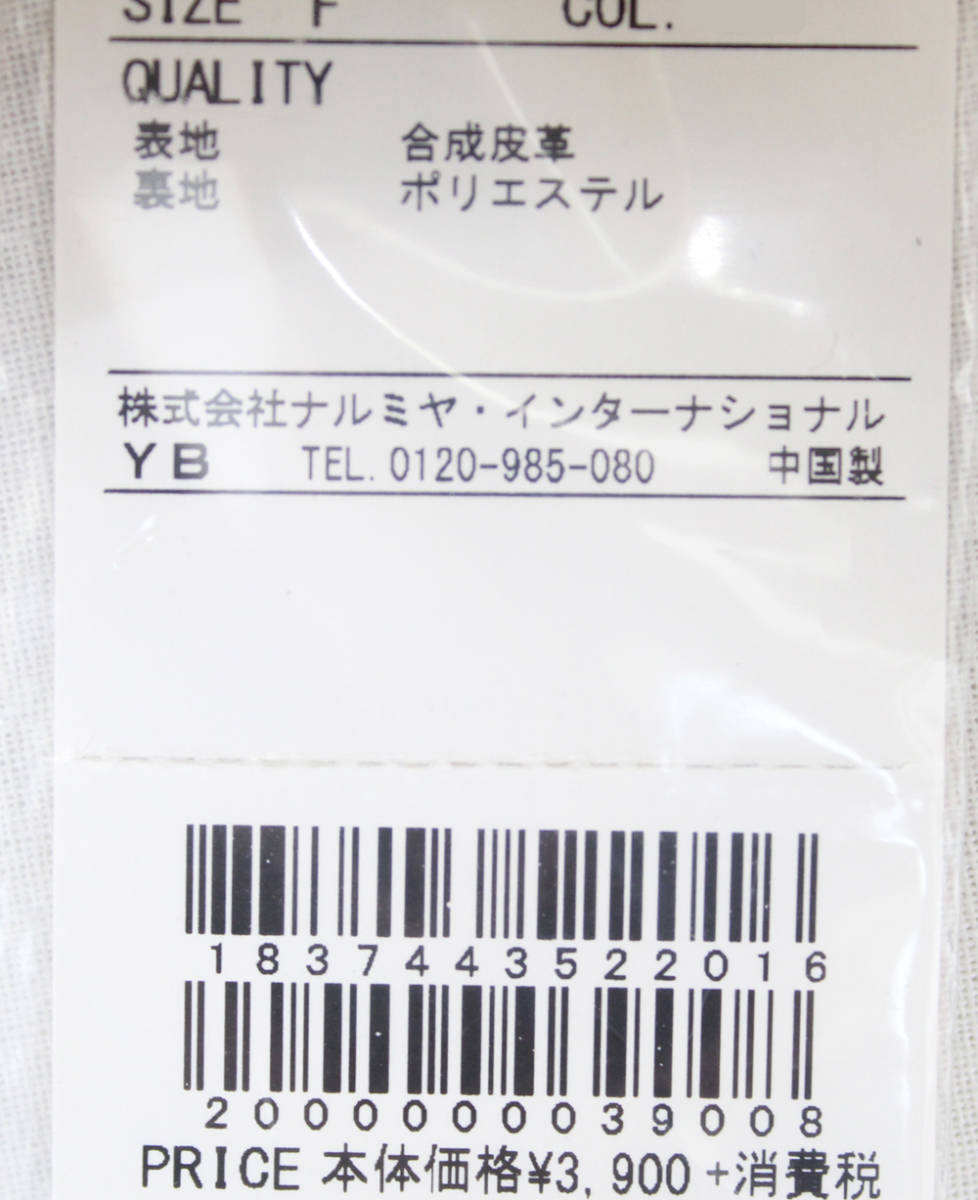 SIZE F COL.
QUALITY
表地 合成皮革
裏地 ポリエステル
株式会社ナルミヤ・インターナショナル
YB TEL. 0120-985-080 中国製
1837443522016
2000000039008
PRICE 本体価格¥3,900+消費税